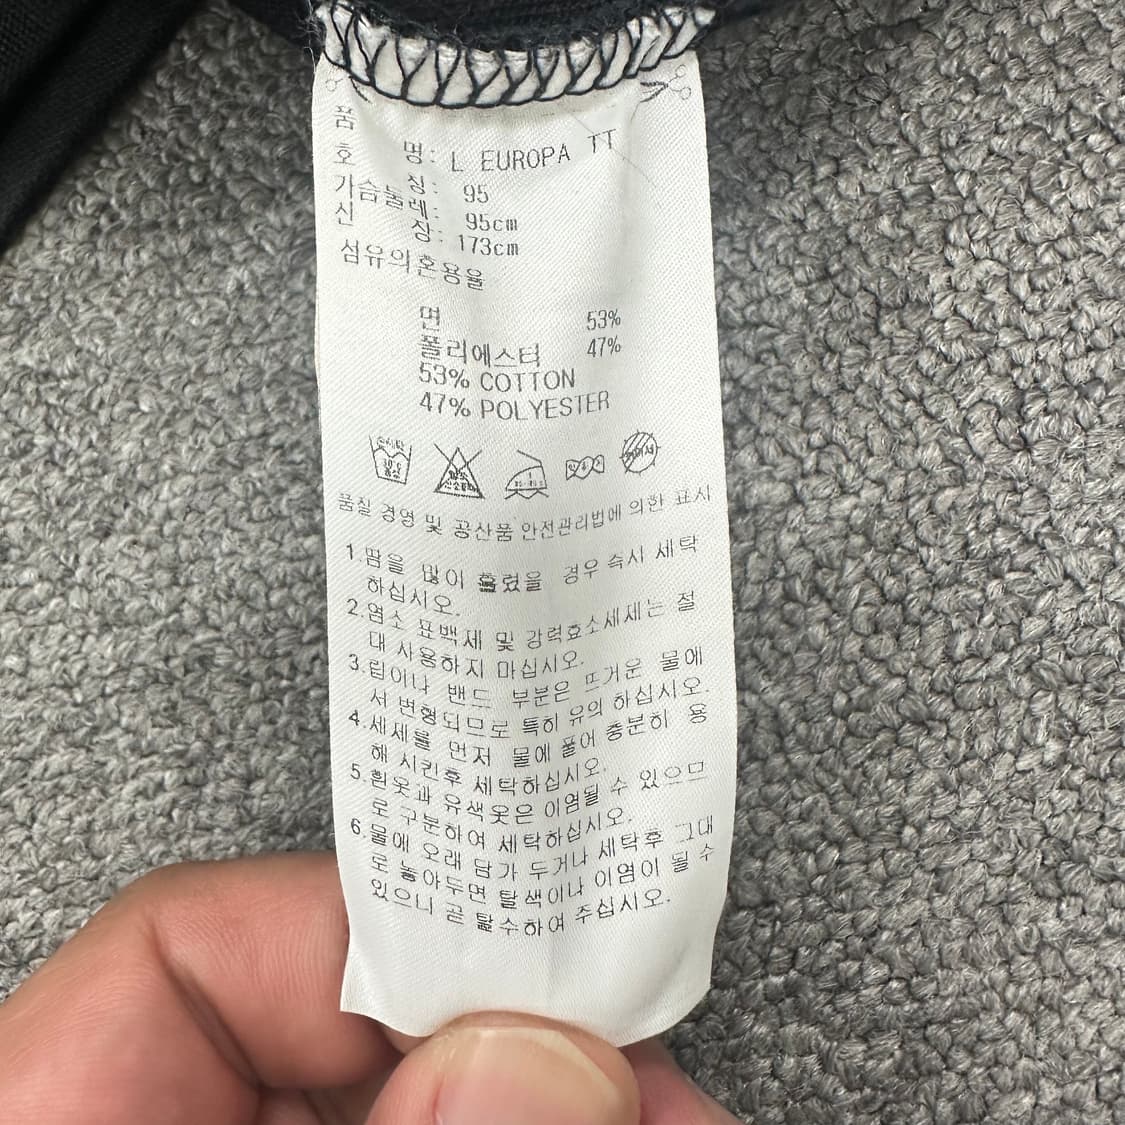 품 명: L EUROPA TT
호 칭: 95
가슴둘레: 95cm
신 장: 173cm
섬유의혼용율
면 53%
폴리에스터 47%
53% COTTON
47% POLYESTER
손세탁 30℃ 중성
품질 경영 및 공산품 안전관리법에 의한 표시
1.땀을 많이 흘렸을 경우 즉시 세탁
하십시오.
2.염소 표백제 및 강력효소세제는 절
대 사용하지 마십시오.
3.립이나 밴드 부분은 뜨거운 물에
서 변형되므로 특히 유의 하십시오.
4.세세를 먼저 물에 풀어 충분히 용
해 시킨후 세탁하십시오.
5.흰옷과 유색옷은 이염될 수 있으므
로 구분하여 세탁하십시오.
6.물에 오래 담가 두거나 세탁후 그대
로 놓아두면 탈색이나 이염이 될 수
있으니 곧 탈수하여 주십시오.